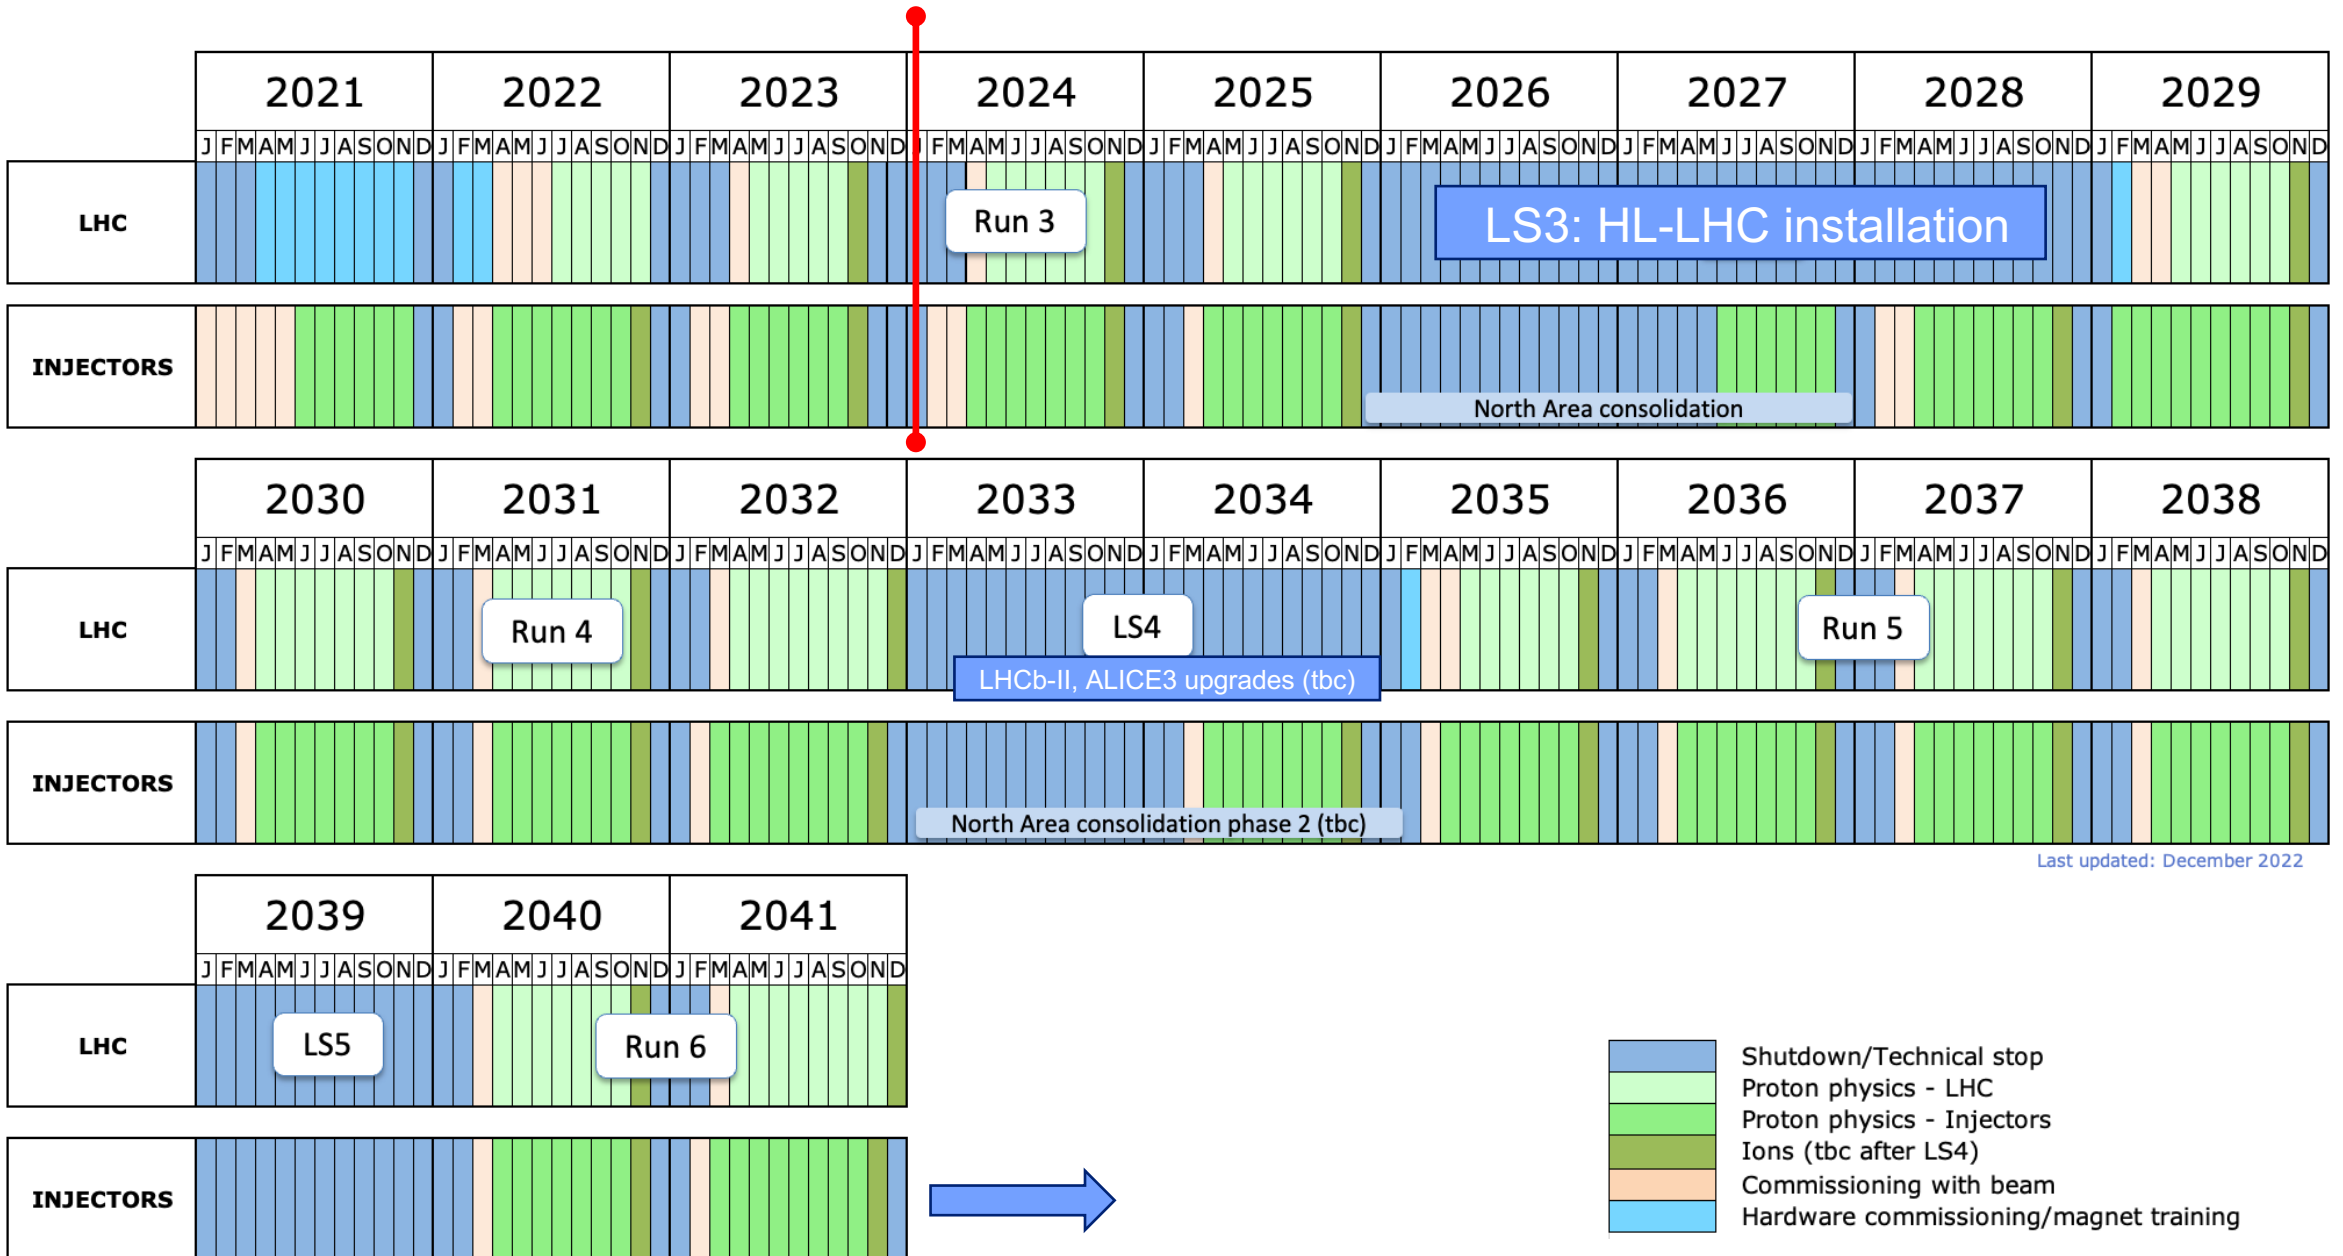 2021 2022 2023 2024 2025 2026 2027 2028 2029
J F M A M J J A S O N D J F M A M J J A S O N D J F M A M J J A S O N D J F M A M J J A S O N D J F M A M J J A S O N D J F M A M J J A S O N D J F M A M J J A S O N D J F M A M J J A S O N D J F M A M J J A S O N D
LHC
Run 3
LS3: HL-LHC installation
INJECTORS
North Area consolidation
2030 2031 2032 2033 2034 2035 2036 2037 2038
J F M A M J J A S O N D J F M A M J J A S O N D J F M A M J J A S O N D J F M A M J J A S O N D J F M A M J J A S O N D J F M A M J J A S O N D J F M A M J J A S O N D J F M A M J J A S O N D J F M A M J J A S O N D
LHC
Run 4
LS4
Run 5
LHCb-II, ALICE3 upgrades (tbc)
INJECTORS
North Area consolidation phase 2 (tbc)
Last updated: December 2022
2039 2040 2041
J F M A M J J A S O N D J F M A M J J A S O N D J F M A M J J A S O N D
LHC
LS5
Run 6
INJECTORS
Shutdown/Technical stop
Proton physics - LHC
Proton physics - Injectors
Ions (tbc after LS4)
Commissioning with beam
Hardware commissioning/magnet training